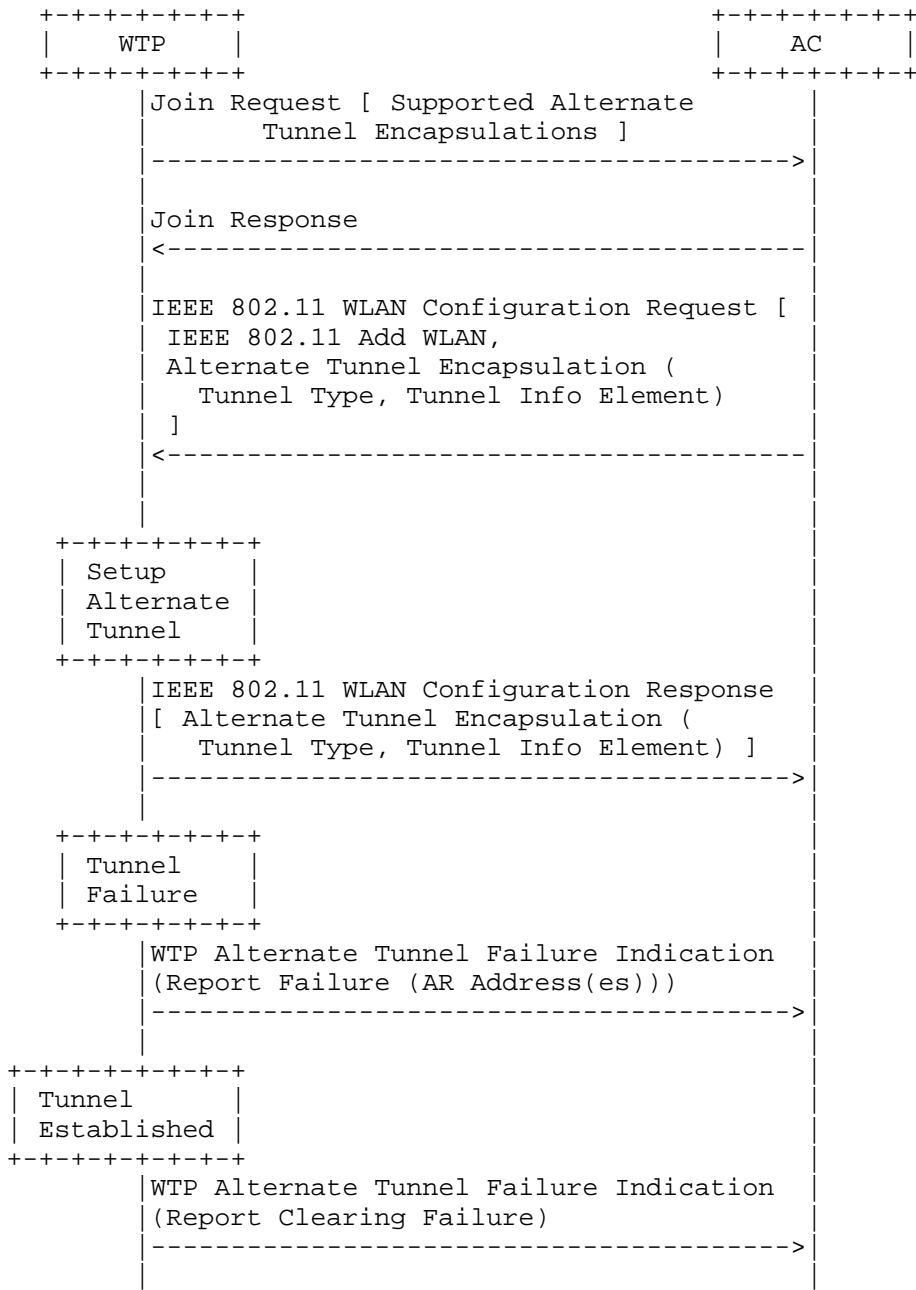 WTP AC
Join Request [ Supported Alternate
Tunnel Encapsulations ]
Join Response
IEEE 802.11 WLAN Configuration Request [
IEEE 802.11 Add WLAN,
Alternate Tunnel Encapsulation (
Tunnel Type, Tunnel Info Element)
]
Setup
Alternate
Tunnel
IEEE 802.11 WLAN Configuration Response
[ Alternate Tunnel Encapsulation (
Tunnel Type, Tunnel Info Element) ]
Tunnel
Failure
WTP Alternate Tunnel Failure Indication
(Report Failure (AR Address(es)))
Tunnel
Established
WTP Alternate Tunnel Failure Indication
(Report Clearing Failure)